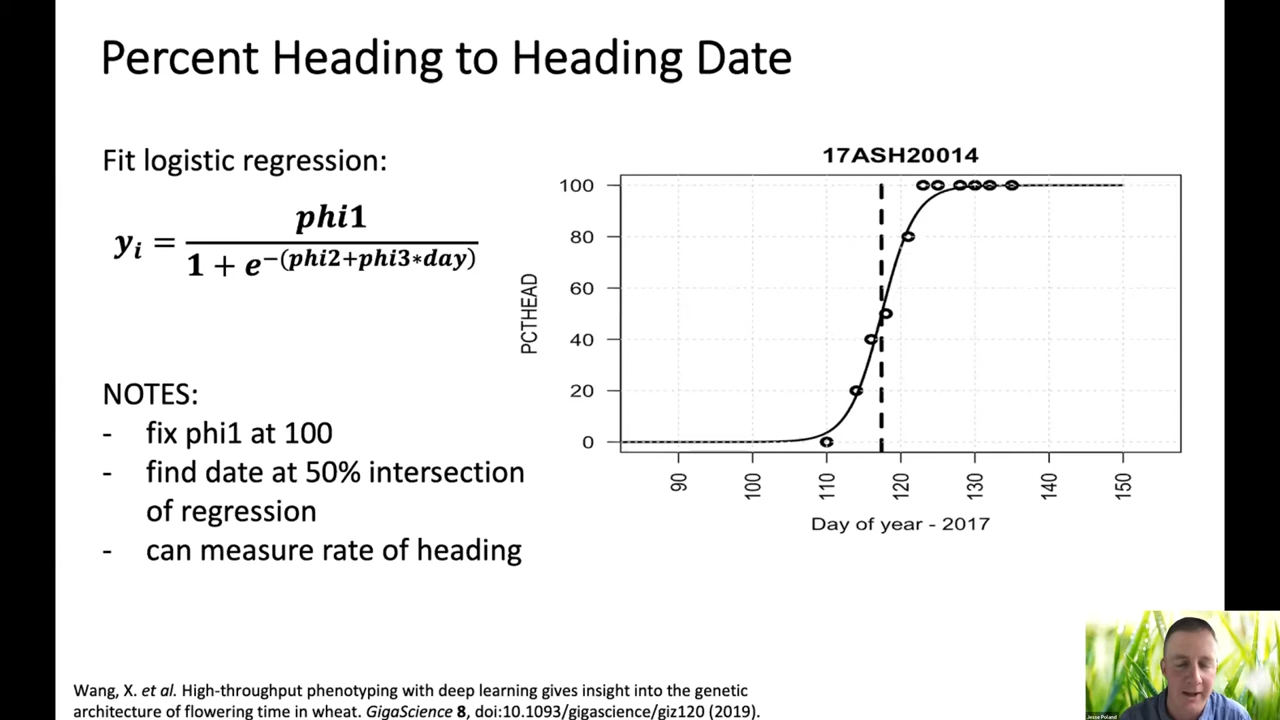 Percent Heading to Heading Date
Fit logistic regression:
y_i = phi1 / (1 + e^−(phi2+phi3∗day))
NOTES:
- fix phi1 at 100
- find date at 50% intersection
of regression
- can measure rate of heading
17ASH20014
PCTHEAD
100
80
60
40
20
0
90 100 110 120 130 140 150
Day of year - 2017
Wang, X. et al. High-throughput phenotyping with deep learning gives insight into the genetic
architecture of flowering time in wheat. GigaScience 8, doi:10.1093/gigascience/giz120 (2019).
Jesse Poland